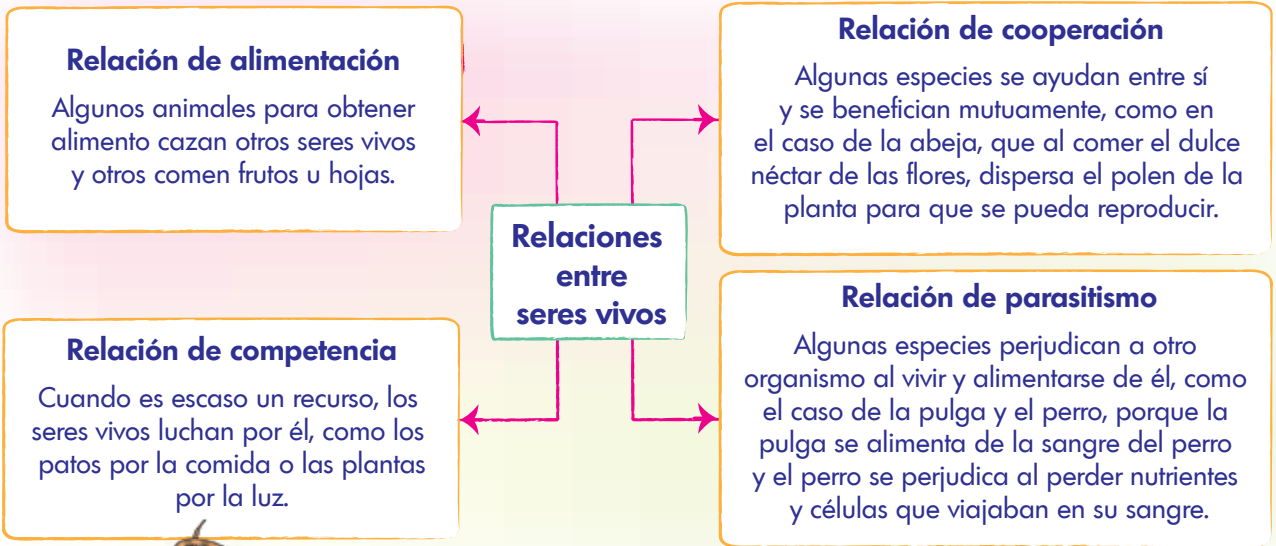 Relación de alimentación
Algunos animales para obtener
alimento cazan otros seres vivos
y otros comen frutos u hojas.
Relación de cooperación
Algunas especies se ayudan entre sí
y se benefician mutuamente, como en
el caso de la abeja, que al comer el dulce
néctar de las flores, dispersa el polen de la
planta para que se pueda reproducir.
Relaciones
entre
seres vivos
Relación de competencia
Cuando es escaso un recurso, los
seres vivos luchan por él, como los
patos por la comida o las plantas
por la luz.
Relación de parasitismo
Algunas especies perjudican a otro
organismo al vivir y alimentarse de él, como
el caso de la pulga y el perro, porque la
pulga se alimenta de la sangre del perro
y el perro se perjudica al perder nutrientes
y células que viajaban en su sangre.